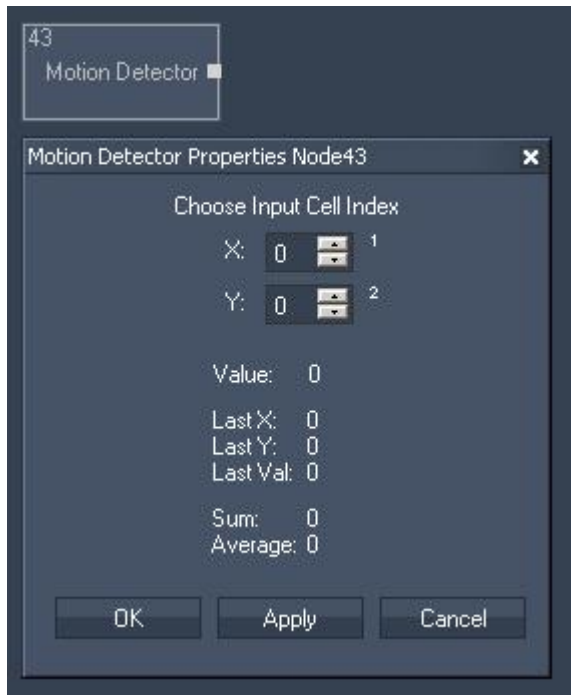 43
Motion Detector
Motion Detector Properties Node43
Choose Input Cell Index
X: 0 1
Y: 0 2
Value: 0
Last X: 0
Last Y: 0
Last Val: 0
Sum: 0
Average: 0
OK Apply Cancel